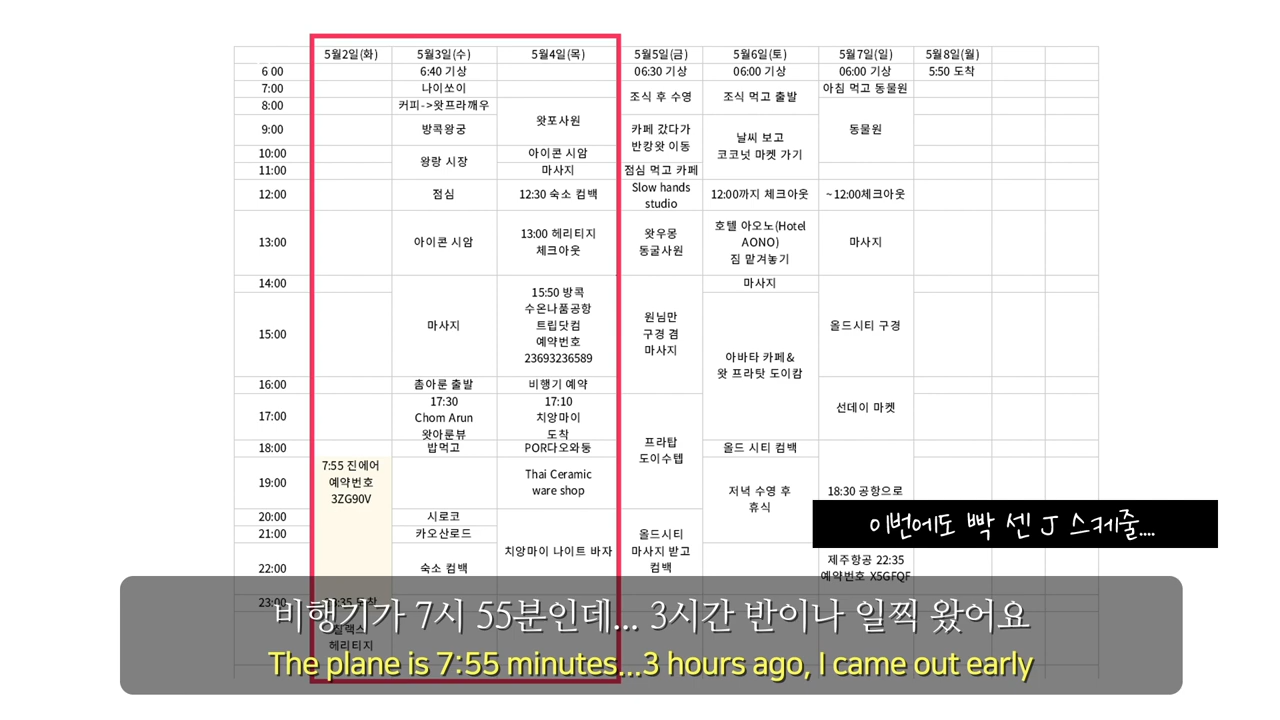 5월2일(화) 5월3일(수) 5월4일(목) 5월5일(금) 5월6일(토) 5월7일(일) 5월8일(월)
6 00 6:40 기상 06:30 기상 06:00 기상 06:00 기상 5:50 도착
7:00 나이쏘이 조식 후 수영 조식 먹고 출발 아침 먹고 동물원
8:00 커피->왓프라깨우 왓포사원
9:00 방콕왕궁 카페 갔다가
반캉왓 이동 날씨 보고
코코넛 마켓 가기 동물원
10:00 왕랑 시장 아이콘 시암
11:00 마사지 점심 먹고 카페
12:00 점심 12:30 숙소 컴백 Slow hands
studio 12:00까지 체크아웃 ~12:00체크아웃
13:00 아이콘 시암 13:00 헤리티지
체크아웃 왓우몽
동굴사원 호텔 아오노(Hotel
AONO)
짐 맡겨놓기 마사지
14:00 마사지 15:50 방콕
수완나품공항
트립닷컴
예약번호
23693236589 원님만
구경 겸
마사지 마사지
15:00 아바타 카페&
왓 프라탓 도이캄 올드시티 구경
16:00 촘아룬 출발 비행기 예약 선데이 마켓
17:00 17:30
Chom Arun
왓아룬뷰 17:10
치앙마이
도착 프라탑
도이수텝
18:00 밥먹고 POR다오와둥 올드 시티 컴백
19:00 7:55 진에어
예약번호
3ZG90V Thai Ceramic
ware shop 저녁 수영 후
휴식 18:30 공항으로
20:00 시로코 치앙마이 나이트 바자 올드시티
마사지 받고
컴백
21:00 카오산로드
22:00 숙소 컴백 제주항공 22:35
예약번호 X5GFQF
23:00
헤리티지
이번에도 빡 센 J 스케줄....
비행기가 7시 55분인데... 3시간 반이나 일찍 왔어요
The plane is 7:55 minutes...3 hours ago, I came out early